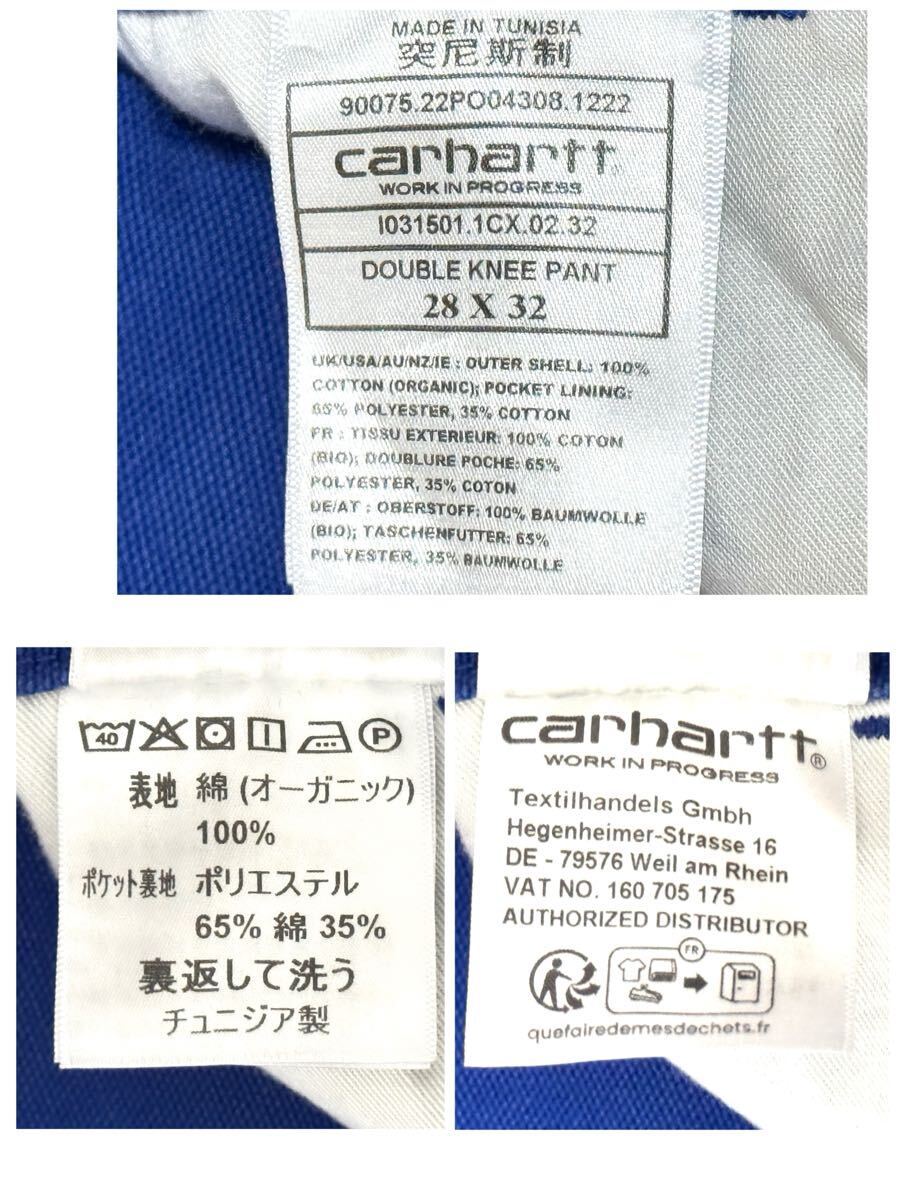 MADE IN TUNISIA
突尼斯制
90075.22PO04308.1222
carhartt
WORK IN PROGRESS
I031501.1CX.02.32
DOUBLE KNEE PANT
28 X 32
UK/USA/AU/NZ/IE : OUTER SHELL: 100%
COTTON (ORGANIC); POCKET LINING:
65% POLYESTER, 35% COTTON
FR : TISSU EXTERIEUR: 100% COTON
(BIO); DOUBLURE POCHE: 65%
POLYESTER, 35% COTON
DE/AT : OBERSTOFF: 100% BAUMWOLLE
(BIO); TASCHENFUTTER: 65%
POLYESTER, 35% BAUMWOLLE
40 P
表地 綿 (オーガニック)
100%
ポケット裏地 ポリエステル
65% 綿 35%
裏返して洗う
チュニジア製
carhartt®
WORK IN PROGRESS
Textilhandels Gmbh
Hegenheimer-Strasse 16
DE - 79576 Weil am Rhein
VAT NO. 160 705 175
AUTHORIZED DISTRIBUTOR
FR
quefairedemesdechets.fr